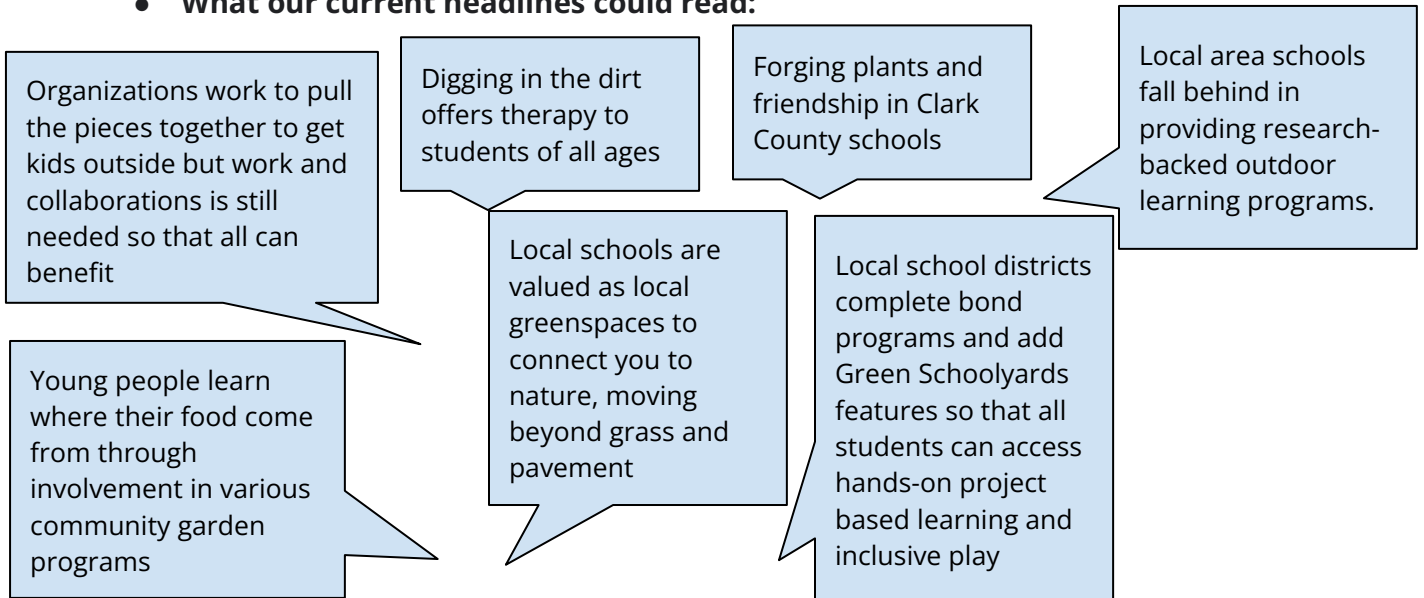 ● What our current headlines could read:
Organizations work to pull
the pieces together to get
kids outside but work and
collaborations is still
needed so that all can
benefit
Digging in the dirt
offers therapy to
students of all ages
Forging plants and
friendship in Clark
County schools
Local area schools
fall behind in
providing research-
backed outdoor
learning programs.
Young people learn
where their food come
from through
involvement in various
community garden
programs
Local schools are
valued as local
greenspaces to
connect you to
nature, moving
beyond grass and
pavement
Local school districts
complete bond
programs and add
Green Schoolyards
features so that all
students can access
hands-on project
based learning and
inclusive play